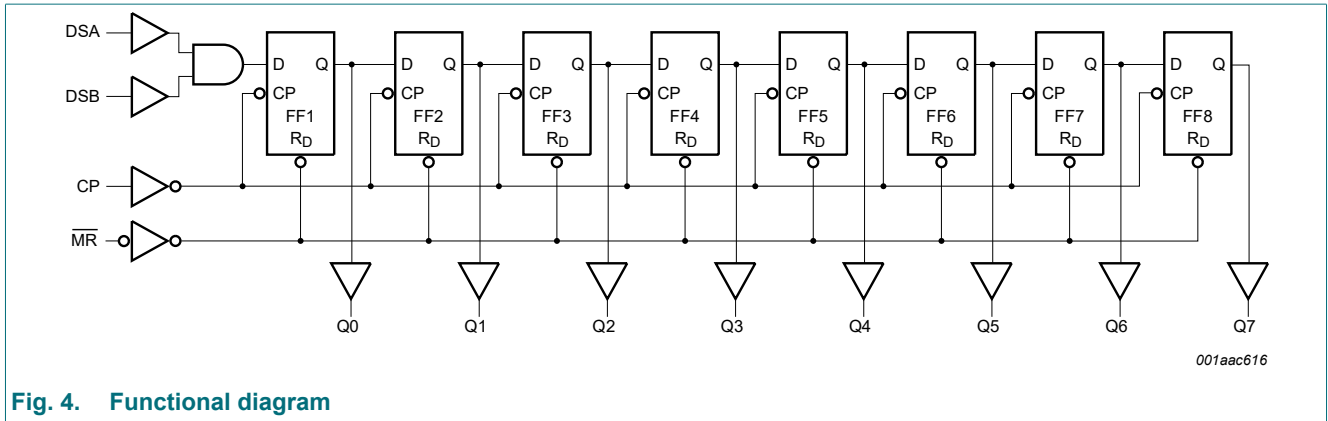 DSA
DSB
CP
M̅R̅
D Q D Q D Q D Q D Q D Q D Q D Q
CP CP CP CP CP CP CP CP
FF1 FF2 FF3 FF4 FF5 FF6 FF7 FF8
RD RD RD RD RD RD RD RD
Q0 Q1 Q2 Q3 Q4 Q5 Q6 Q7
001aac616
Fig. 4. Functional diagram